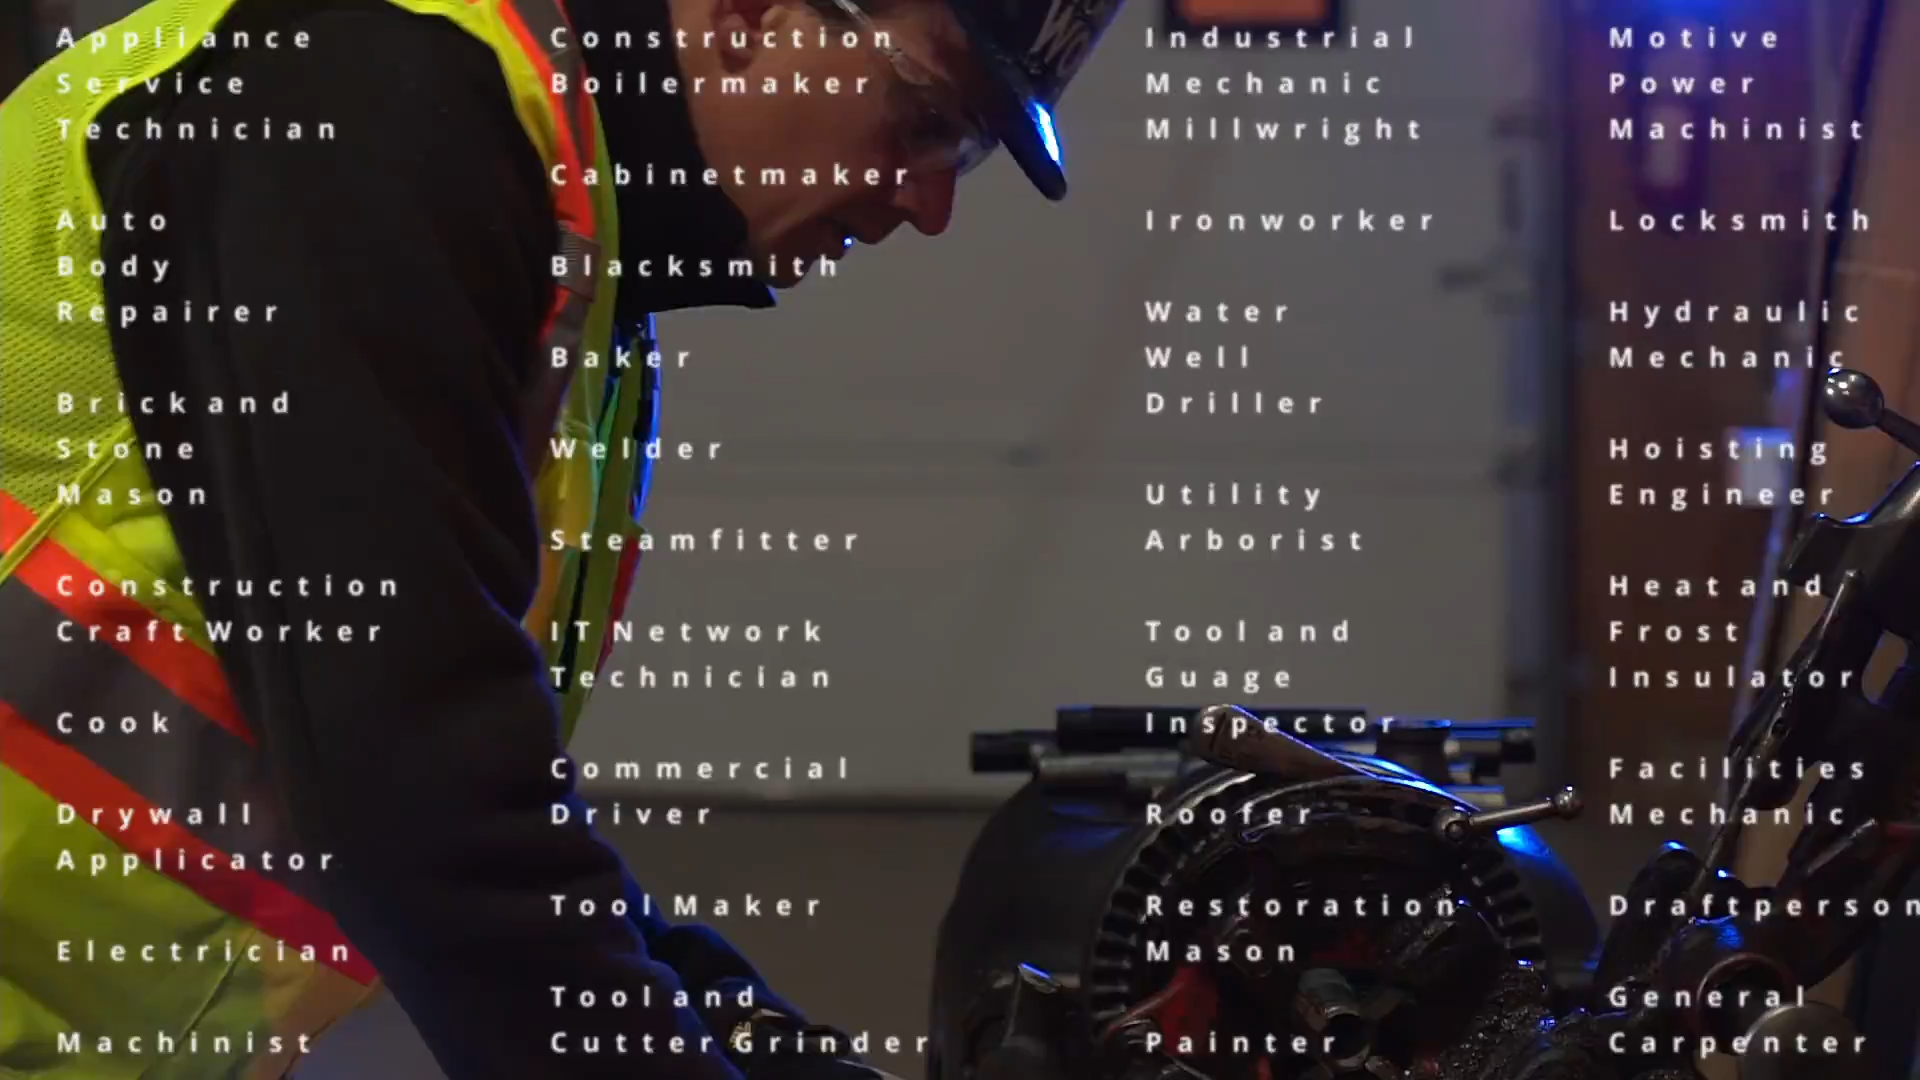 Appliance
Service
Technician
Auto
Body
Repairer
Brick and
Stone
Mason
Construction
Craft Worker
Cook
Drywall
Applicator
Electrician
Machinist
Construction
Boilermaker
Cabinetmaker
Blacksmith
Baker
Welder
Steamfitter
IT Network
Technician
Commercial
Driver
Tool Maker
Tool and
Cutter Grinder
Industrial
Mechanic
Millwright
Ironworker
Water
Well
Driller
Utility
Arborist
Tool and
Guage
Inspector
Roofer
Restoration
Mason
Painter
Motive
Power
Machinist
Locksmith
Hydraulic
Mechanic
Hoisting
Engineer
Heat and
Frost
Insulator
Facilities
Mechanic
Draftperson
General
Carpenter